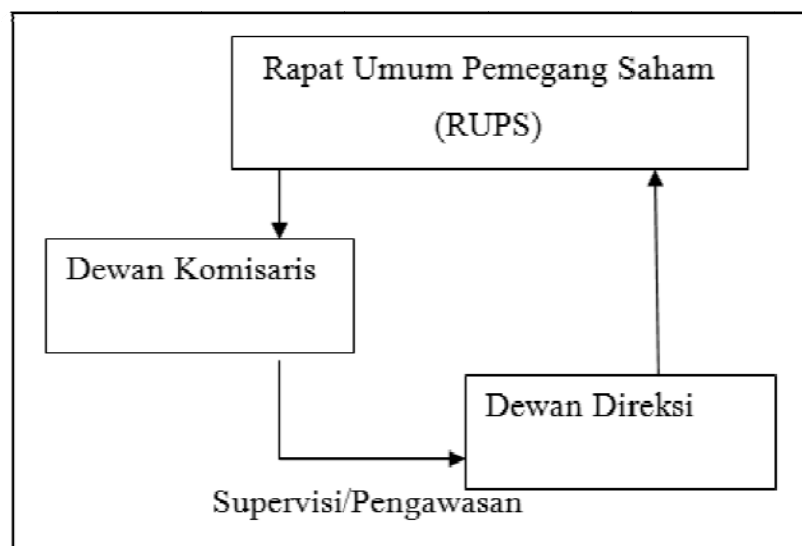 Rapat Umum Pemegang Saham
(RUPS)
Dewan Komisaris
Dewan Direksi
Supervisi/Pengawasan